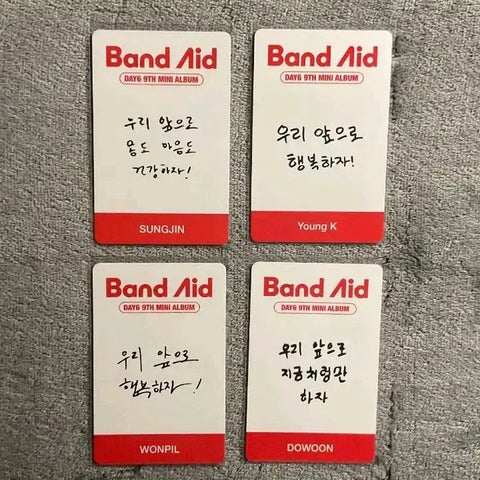 Band Aid
DAY6 9TH MINI ALBUM
우리 앞으로
몸도 마음도
건강하자!
SUNGJIN
Band Aid
DAY6 9TH MINI ALBUM
우리 앞으로
행복하자!
Young K
Band Aid
DAY6 9TH MINI ALBUM
우리 앞으로
행복하자!
WONPIL
Band Aid
DAY6 9TH MINI ALBUM
우리 앞으로
지금처럼만
하자
DOWOON